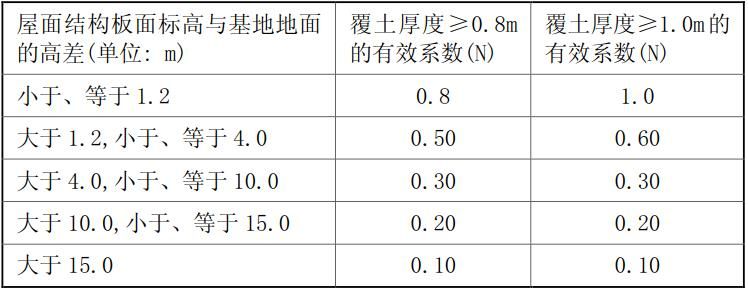 屋面结构板面标高与基地地面
的高差(单位: m)
覆土厚度≥0.8m
的有效系数(N)
覆土厚度≥1.0m的
有效系数(N)
小于、等于1.2
0.8
1.0
大于1.2,小于、等于4.0
0.50
0.60
大于4.0,小于、等于10.0
0.30
0.30
大于10.0,小于、等于15.0
0.20
0.20
大于15.0
0.10
0.10